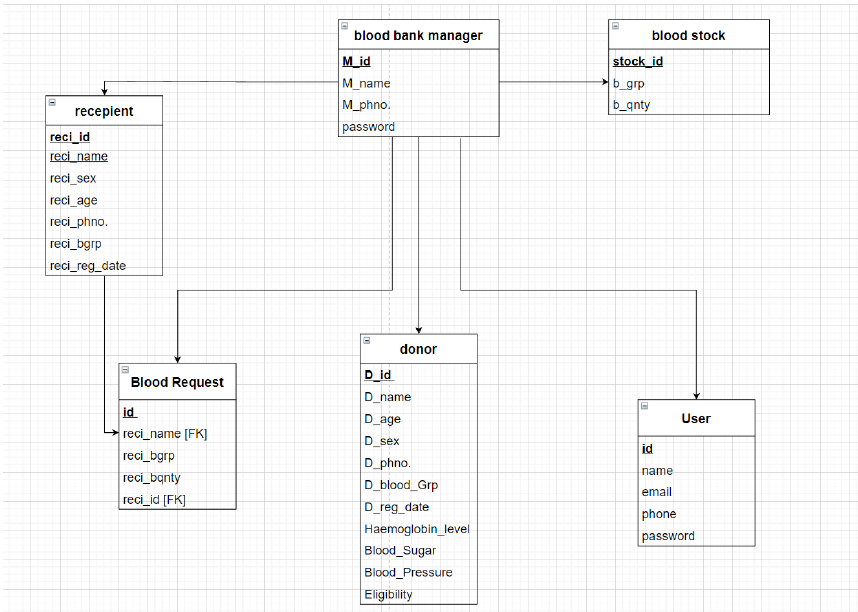 blood bank manager
M_id
M_name
M_phno.
password
blood stock
stock_id
b_grp
b_qnty
recepient
reci_id
reci_name
reci_sex
reci_age
reci_phno.
reci_bgrp
reci_reg_date
Blood Request
id
reci_name [FK]
reci_bgrp
reci_bqnty
reci_id [FK]
donor
D_id
D_name
D_age
D_sex
D_phno.
D_blood_Grp
D_reg_date
Haemoglobin_level
Blood_Sugar
Blood_Pressure
Eligibility
User
id
name
email
phone
password